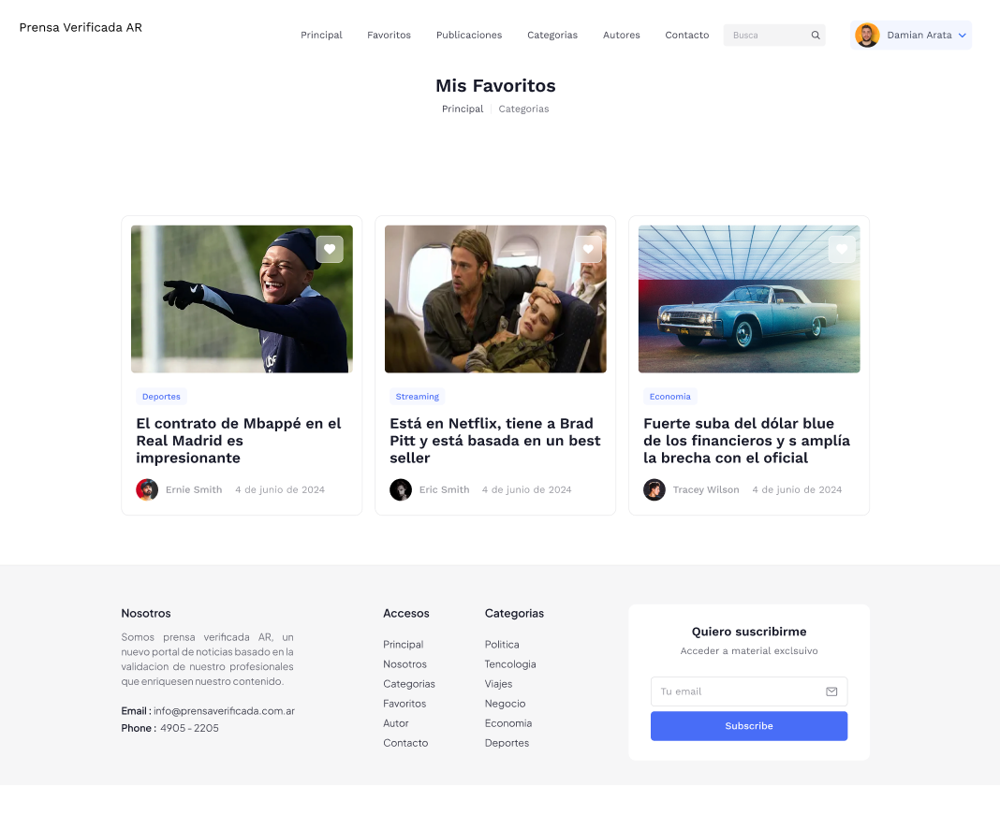 Prensa Verificada AR
Principal Favoritos Publicaciones Categorias Autores Contacto Busca Damian Arata
Mis Favoritos
Principal Categorias
Deportes
El contrato de Mbappé en el
Real Madrid es
impresionante
Ernie Smith 4 de junio de 2024
Streaming
Está en Netflix, tiene a Brad
Pitt y está basada en un best
seller
Eric Smith 4 de junio de 2024
Economia
Fuerte suba del dólar blue
de los financieros y s amplía
la brecha con el oficial
Tracey Wilson 4 de junio de 2024
Nosotros
Somos prensa verificada AR, un
nuevo portal de noticias basado en la
validacion de nuestro profesionales
que enriquesen nuestro contenido.
Email : info@prensaverificada.com.ar
Phone : 4905 - 2205
Accesos
Principal
Nosotros
Categorias
Favoritos
Autor
Contacto
Categorias
Politica
Tencologia
Viajes
Negocio
Economia
Deportes
Quiero suscribirme
Acceder a material exclsuivo
Tu email
Subscribe